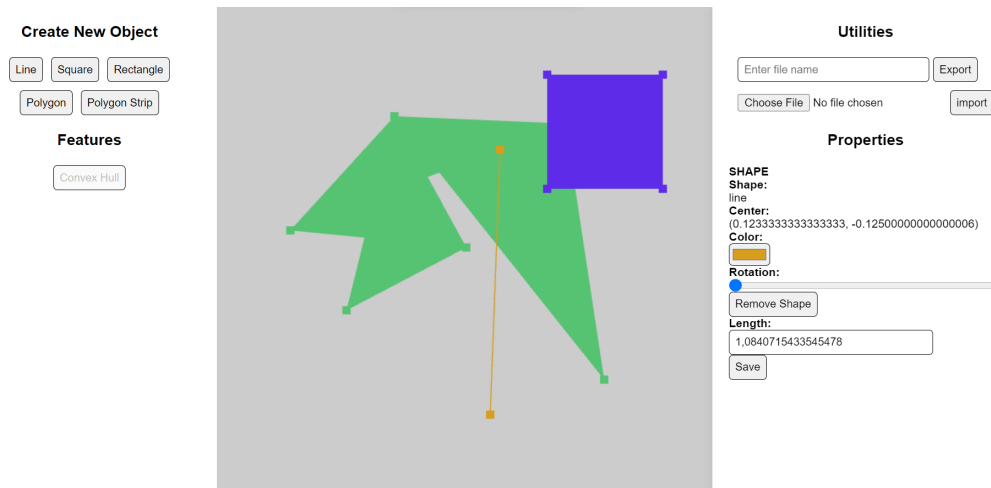 Create New Object
Line Square Rectangle
Polygon Polygon Strip
Features
Convex Hull
Utilities
Enter file name Export
Choose File No file chosen import
Properties
SHAPE
Shape:
line
Center:
(0.1233333333333333, -0.12500000000000006)
Color:
Rotation:
Remove Shape
Length:
1,0840715433545478
Save